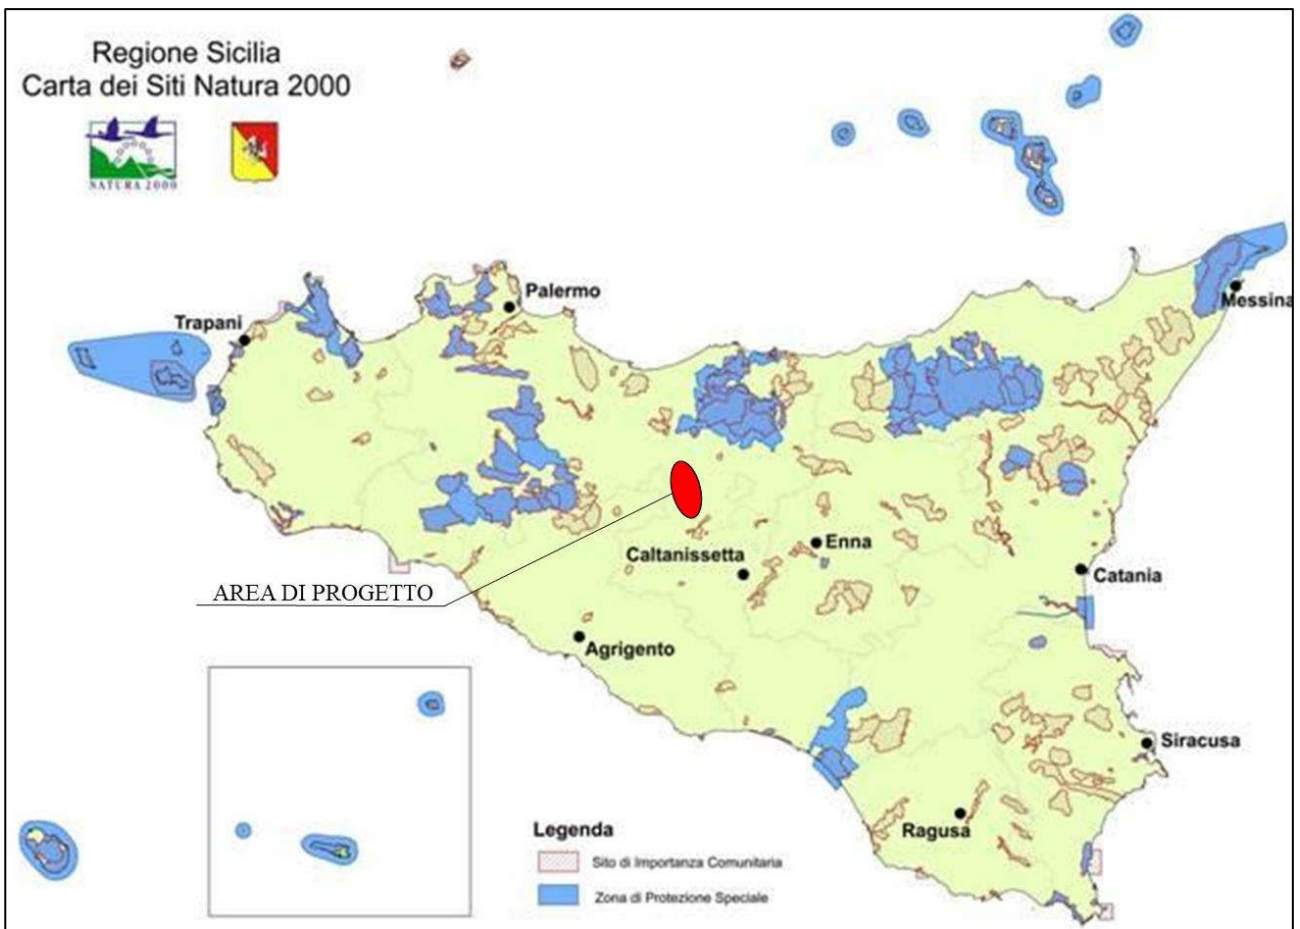 Regione Sicilia
Carta dei Siti Natura 2000
NATURA 2000
Palermo
Trapani
Messina
Enna
Caltanissetta
Catania
AREA DI PROGETTO
Agrigento
Siracusa
Ragusa
Legenda
Sito di Importanza Comunitaria
Zona di Protezione Speciale